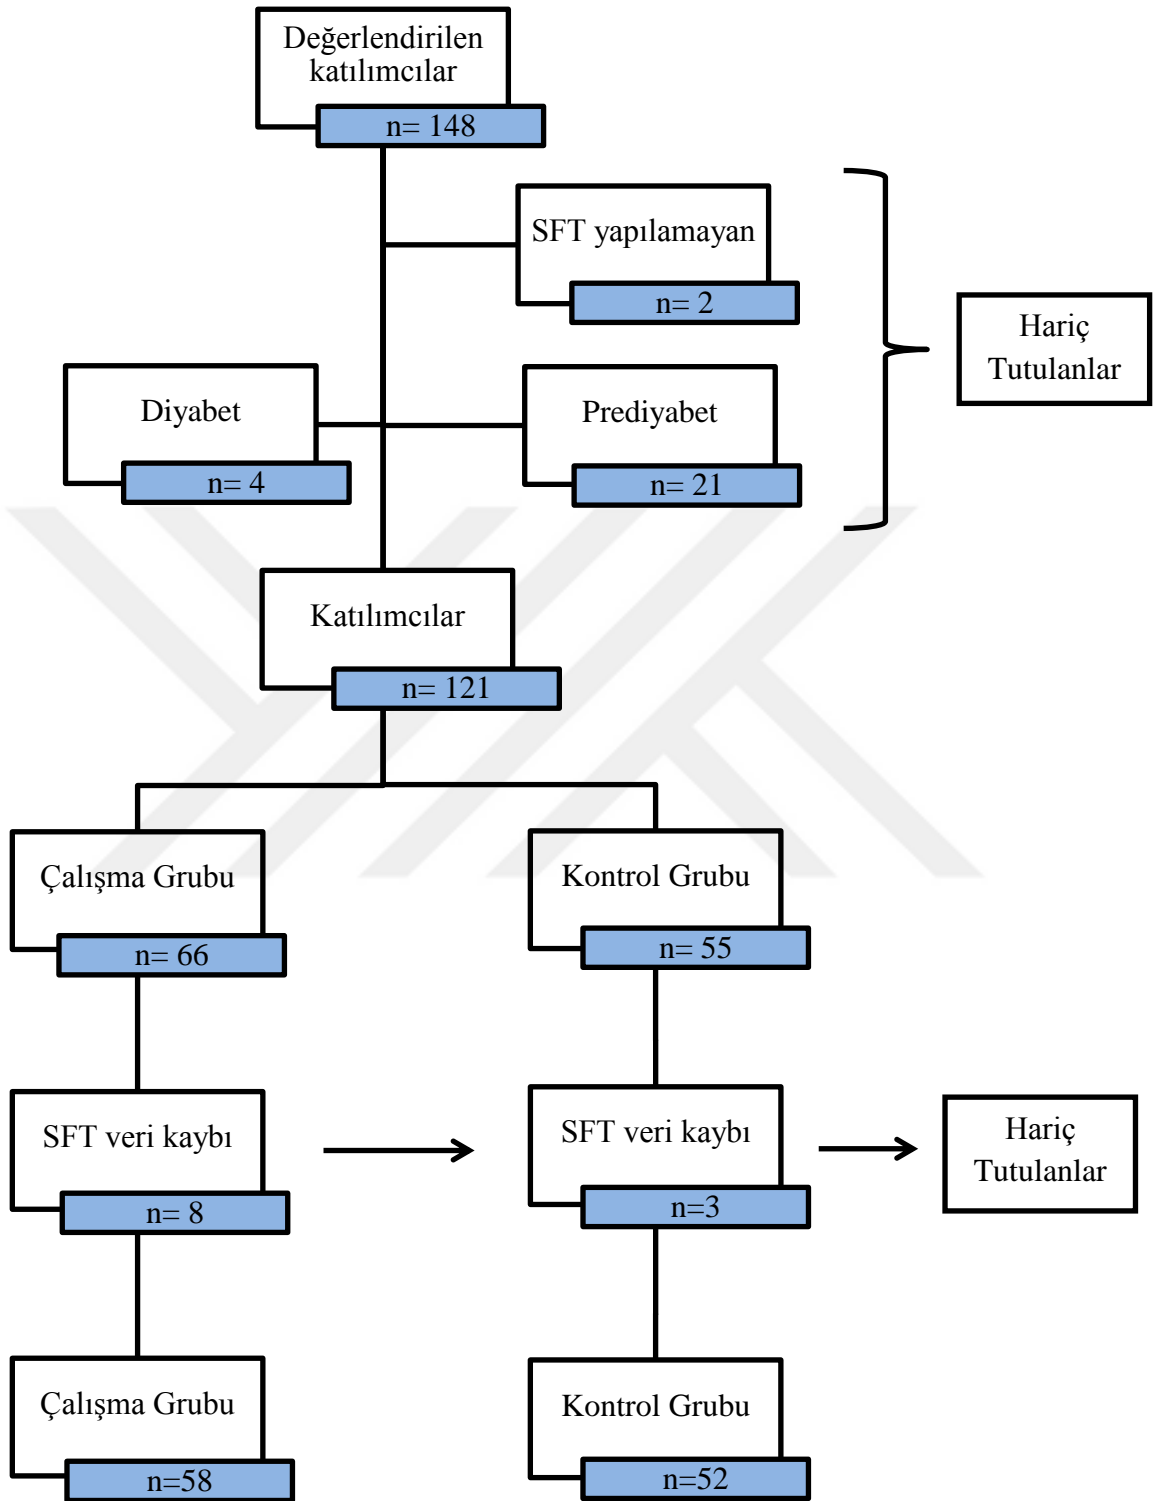 Değerlendirilen
katılımcılar
n= 148
SFT yapılamayan
n= 2
Hariç
Tutulanlar
Diyabet
n= 4
Prediyabet
n= 21
Katılımcılar
n= 121
Çalışma Grubu
n= 66
Kontrol Grubu
n= 55
SFT veri kaybı
n= 8
SFT veri kaybı
n=3
Hariç
Tutulanlar
Çalışma Grubu
n=58
Kontrol Grubu
n=52